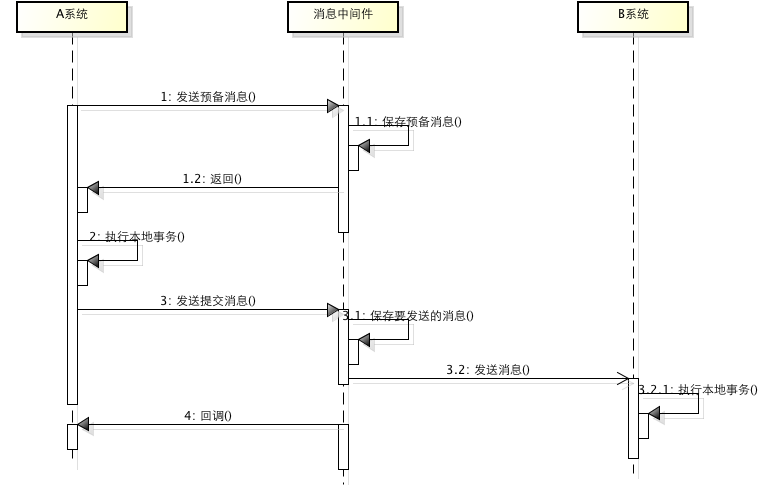 A系统
消息中间件
B系统
1: 发送预备消息()
1.1: 保存预备消息()
1.2: 返回()
2: 执行本地事务()
3: 发送提交消息()
3.1: 保存要发送的消息()
3.2: 发送消息()
3.2.1: 执行本地事务()
4: 回调()